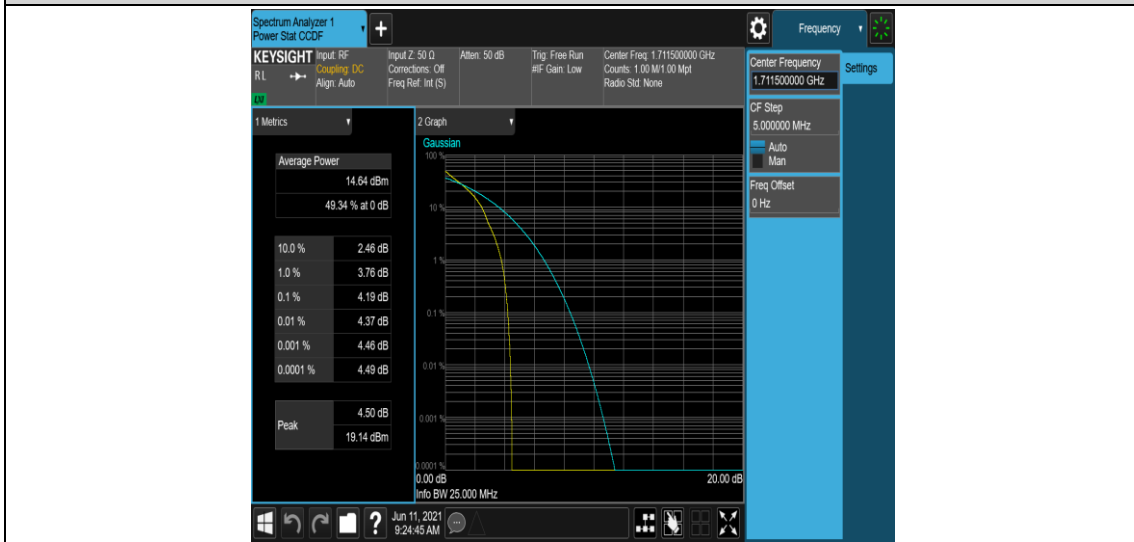 Spectrum Analyzer 1
Power Stat CCDF
+
Frequency
KEYSIGHT
RL
Input: RF
Coupling: DC
Align: Auto
Input Z: 50 Ω
Corrections: Off
Freq Ref: Int (S)
Atten: 50 dB
Trig: Free Run
#IF Gain: Low
Center Freq: 1.711500000 GHz
Counts: 1.00 M/1.00 Mpt
Radio Std: None
Center Frequency
1.711500000 GHz
Settings
CF Step
5.000000 MHz
Auto
Man
Freq Offset
0 Hz
1 Metrics
Average Power
14.64 dBm
49.34 % at 0 dB
10.0 % 2.46 dB
1.0 % 3.76 dB
0.1 % 4.19 dB
0.01 % 4.37 dB
0.001 % 4.46 dB
0.0001 % 4.49 dB
Peak
4.50 dB
19.14 dBm
2 Graph
Gaussian
100 %
10 %
1 %
0.1 %
0.01 %
0.001 %
0.0001 %
0.00 dB
20.00 dB
Info BW 25.000 MHz
?
Jun 11, 2021
9:24:45 AM